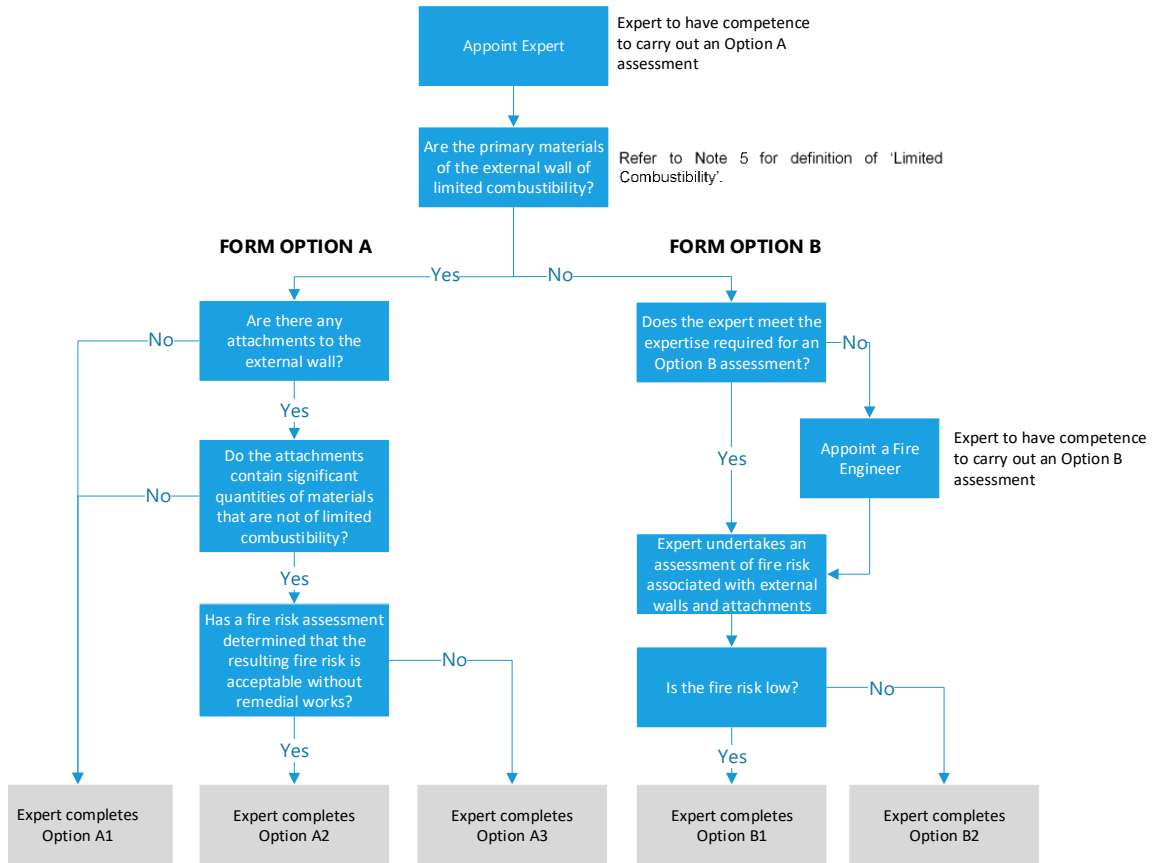 Appoint Expert
Expert to have competence
to carry out an Option A
assessment
Are the primary materials
of the external wall of
limited combustibility?
Refer to Note 5 for definition of ‘Limited
Combustibility’.
FORM OPTION A
FORM OPTION B
Yes
No
Are there any
attachments to the
external wall?
No
Does the expert meet the
expertise required for an
Option B assessment?
No
Yes
Do the attachments
contain significant
quantities of materials
that are not of limited
combustibility?
No
Yes
Appoint a Fire
Engineer
Expert to have competence
to carry out an Option B
assessment
Yes
Expert undertakes an
assessment of fire risk
associated with external
walls and attachments
Has a fire risk assessment
determined that the
resulting fire risk is
acceptable without
remedial works?
No
Is the fire risk low?
No
Yes
Yes
Expert completes
Option A1
Expert completes
Option A2
Expert completes
Option A3
Expert completes
Option B1
Expert completes
Option B2